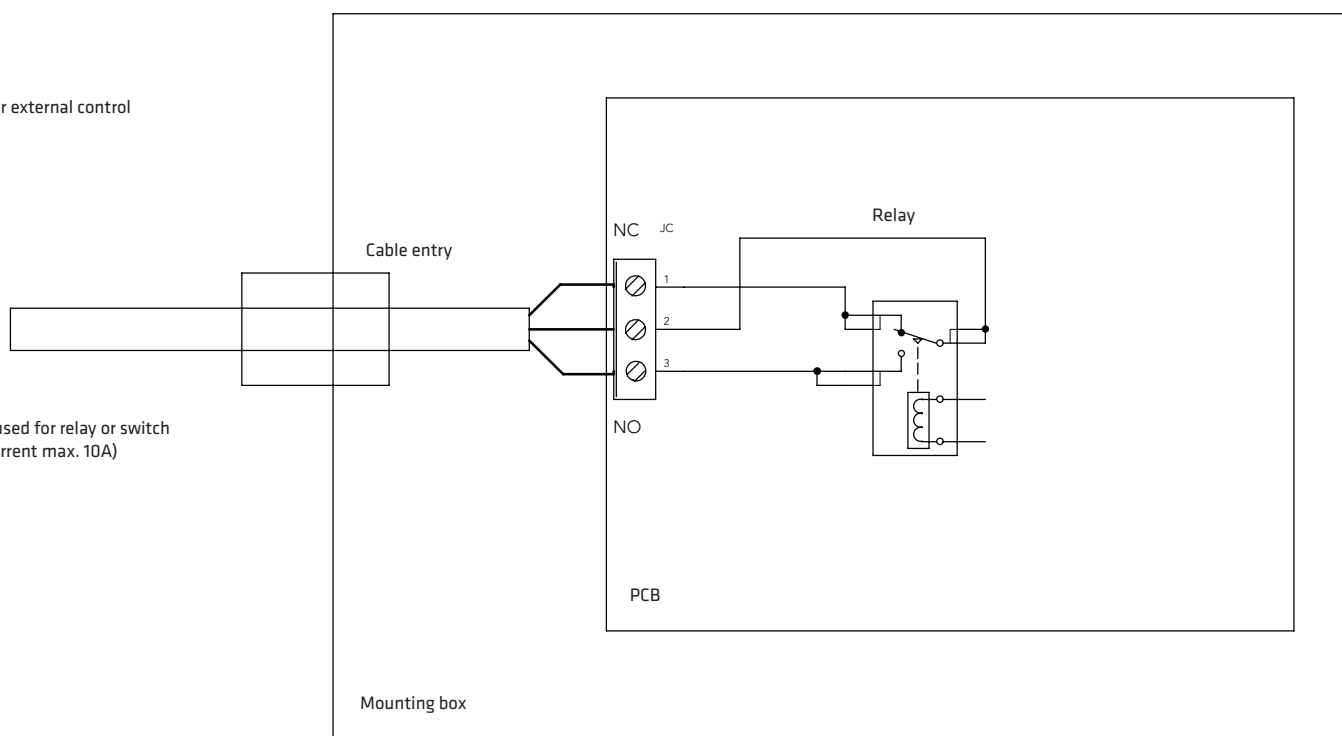 r external control
Relay
NC JC
Cable entry
1
2
3
used for relay or switch
rrent max. 10A)
NO
PCB
Mounting box